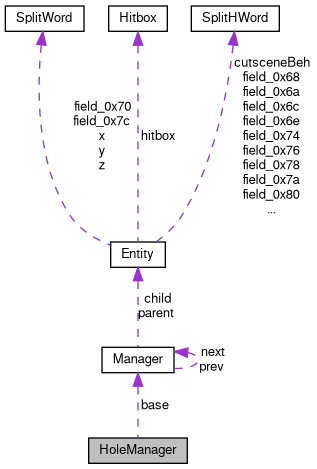 SplitWord
Hitbox
SplitHWord
field_0x70
field_0x7c
x
y
z
hitbox
cutsceneBeh
field_0x68
field_0x6a
field_0x6c
field_0x6e
field_0x74
field_0x76
field_0x78
field_0x7a
field_0x80
...
Entity
child
parent
Manager
next
prev
base
HoleManager